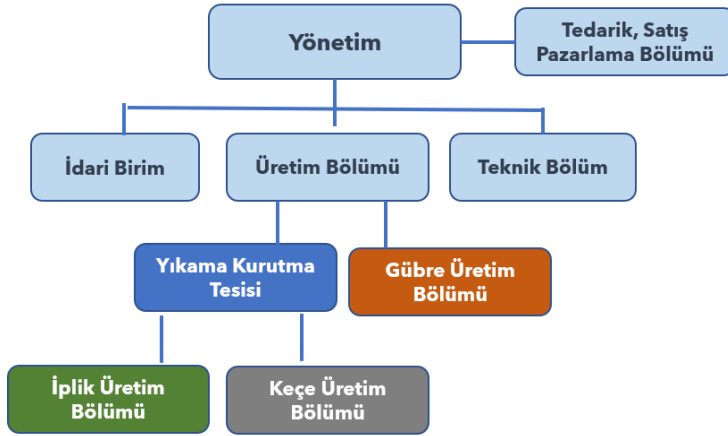 Yönetim
Tedarik, Satış
Pazarlama Bölümü
İdari Birim
Üretim Bölümü
Teknik Bölüm
Yıkama Kurutma
Tesisi
Gübre Üretim
Bölümü
İplik Üretim
Bölümü
Keçe Üretim
Bölümü